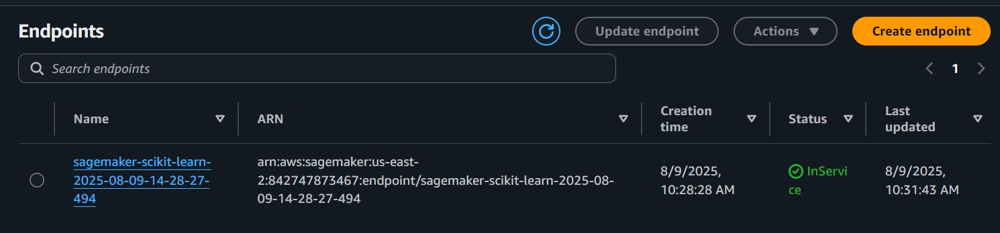 Endpoints
Update endpoint
Actions
Create endpoint
Search endpoints
1
Name
ARN
Creation
time
Status
Last
updated
sagemaker-scikit-learn-
2025-08-09-14-28-27-
494
arn:aws:sagemaker:us-east-
2:842747873467:endpoint/sagemaker-scikit-learn-2025-08-
09-14-28-27-494
8/9/2025,
10:28:28 AM
InServi
ce
8/9/2025,
10:31:43 AM